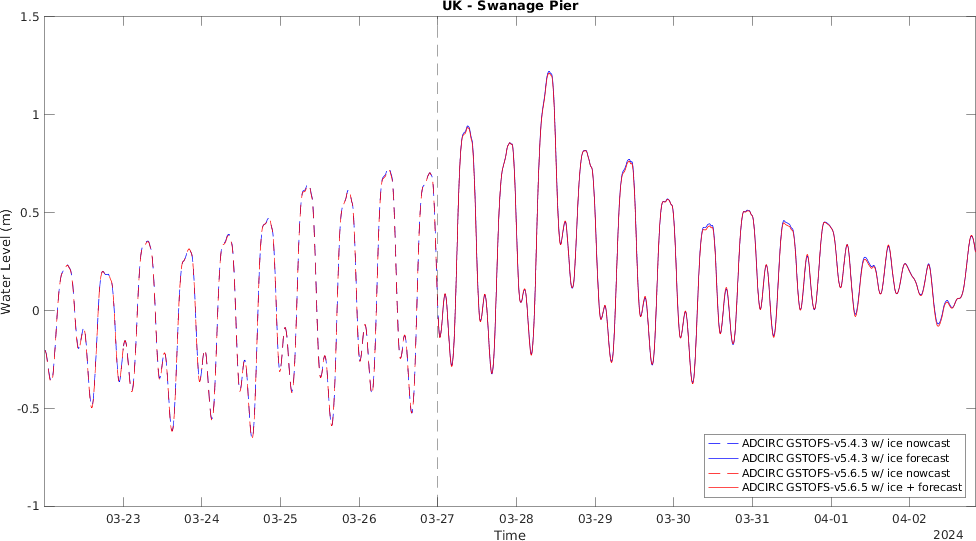 UK - Swanage Pier
1.5
1
0.5
0
-0.5
-1
Water Level (m)
03-23 03-24 03-25 03-26 03-27 03-28 03-29 03-30 03-31 04-01 04-02
Time
2024
ADCIRC GSTOFS-v5.4.3 w/ ice nowcast
ADCIRC GSTOFS-v5.4.3 w/ ice forecast
ADCIRC GSTOFS-v5.6.5 w/ ice nowcast
ADCIRC GSTOFS-v5.6.5 w/ ice + forecast